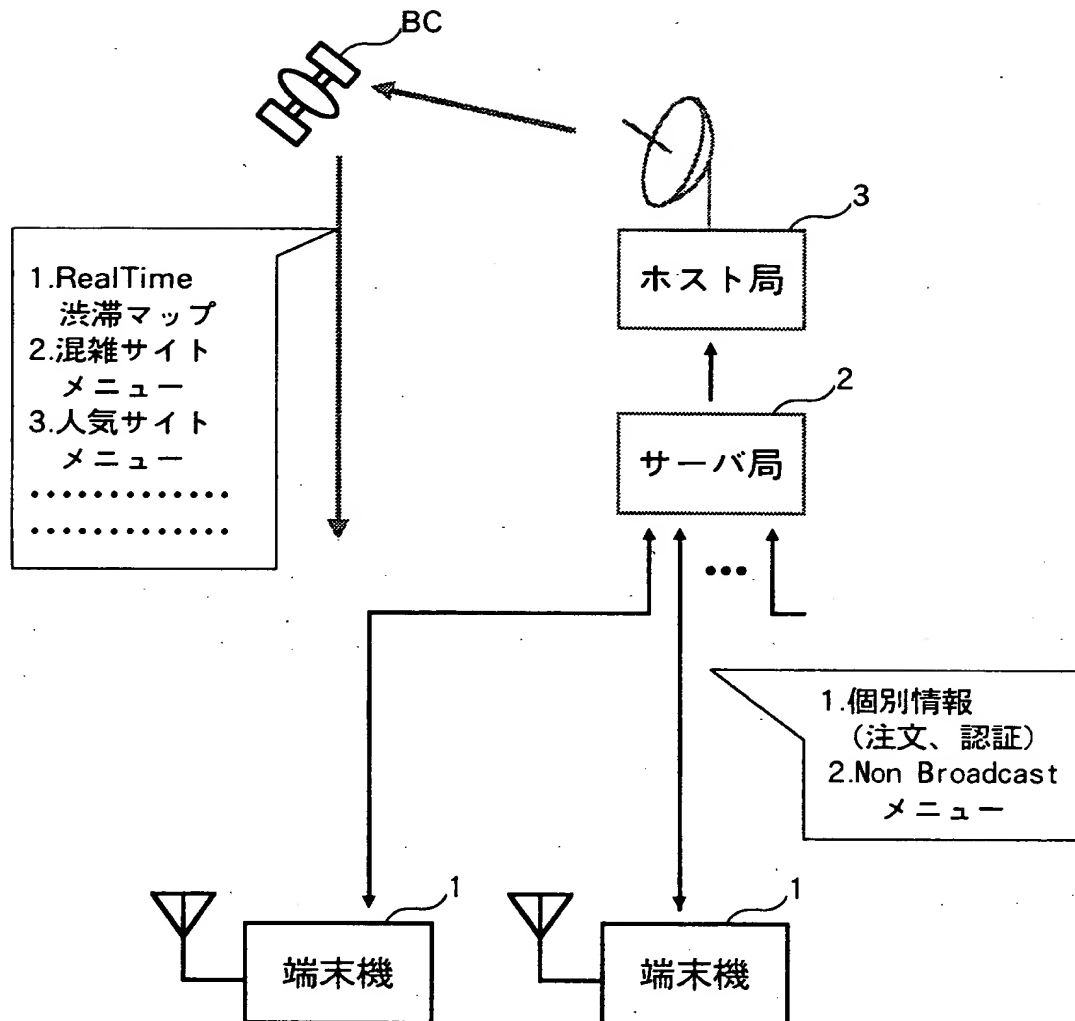 BC
3
ホスト局
1.RealTime
渋滞マップ
2.混雑サイト
メニュー
3.人気サイト
メニュー
•••••••••••••
•••••••••••••
2
サーバ局
•••
1.個別情報
(注文、認証)
2.Non Broadcast
メニュー
1
端末機
1
端末機